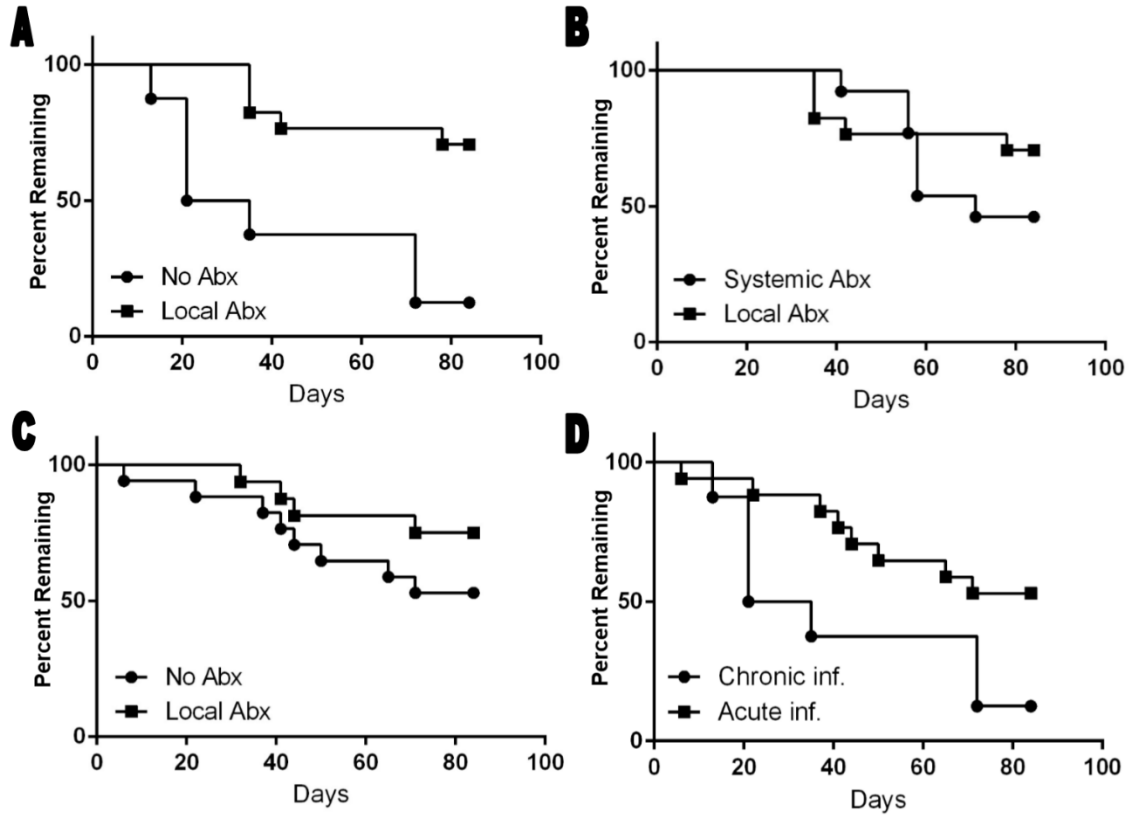 A
Percent Remaining
100
50
0
No Abx
Local Abx
0 20 40 60 80 100
Days
B
Percent Remaining
100
50
0
Systemic Abx
Local Abx
0 20 40 60 80 100
Days
C
Percent Remaining
100
50
0
No Abx
Local Abx
0 20 40 60 80 100
Days
D
Percent Remaining
100
50
0
Chronic inf.
Acute inf.
0 20 40 60 80 100
Days